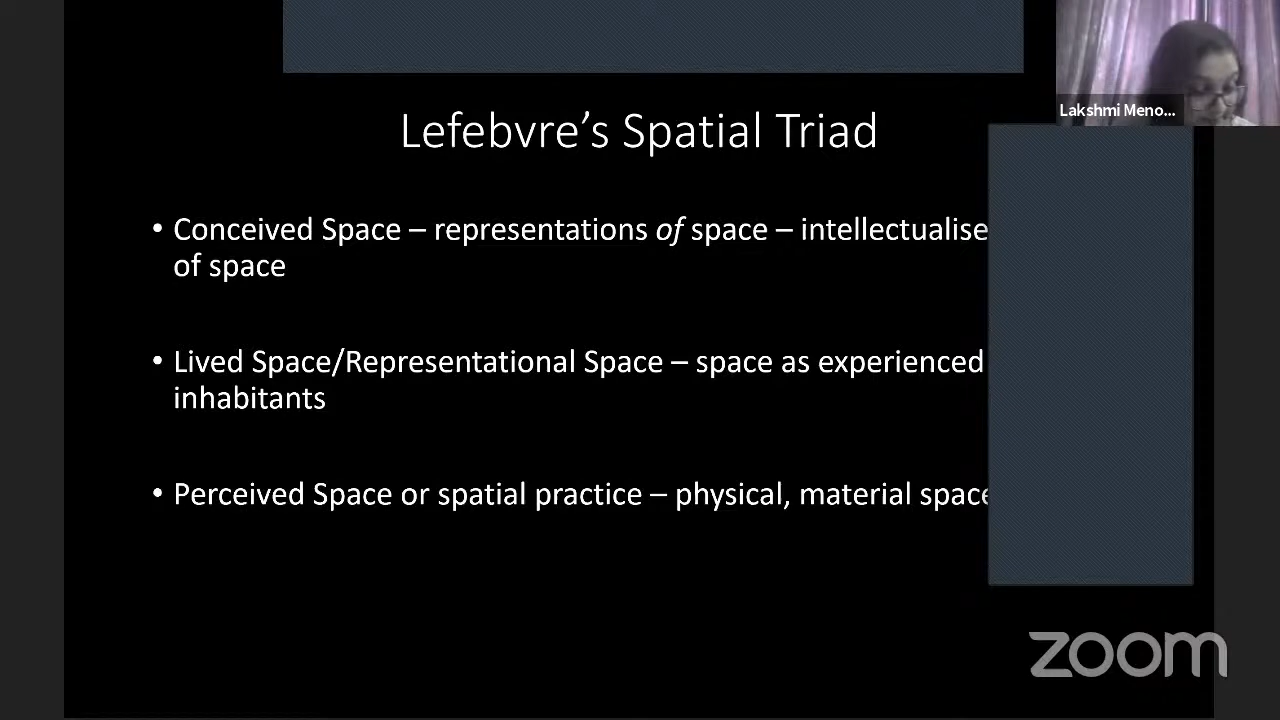 Lakshmi Meno...
Lefebvre’s Spatial Triad
• Conceived Space – representations of space – intellectualise
of space
• Lived Space/Representational Space – space as experienced
inhabitants
• Perceived Space or spatial practice – physical, material space
zoom